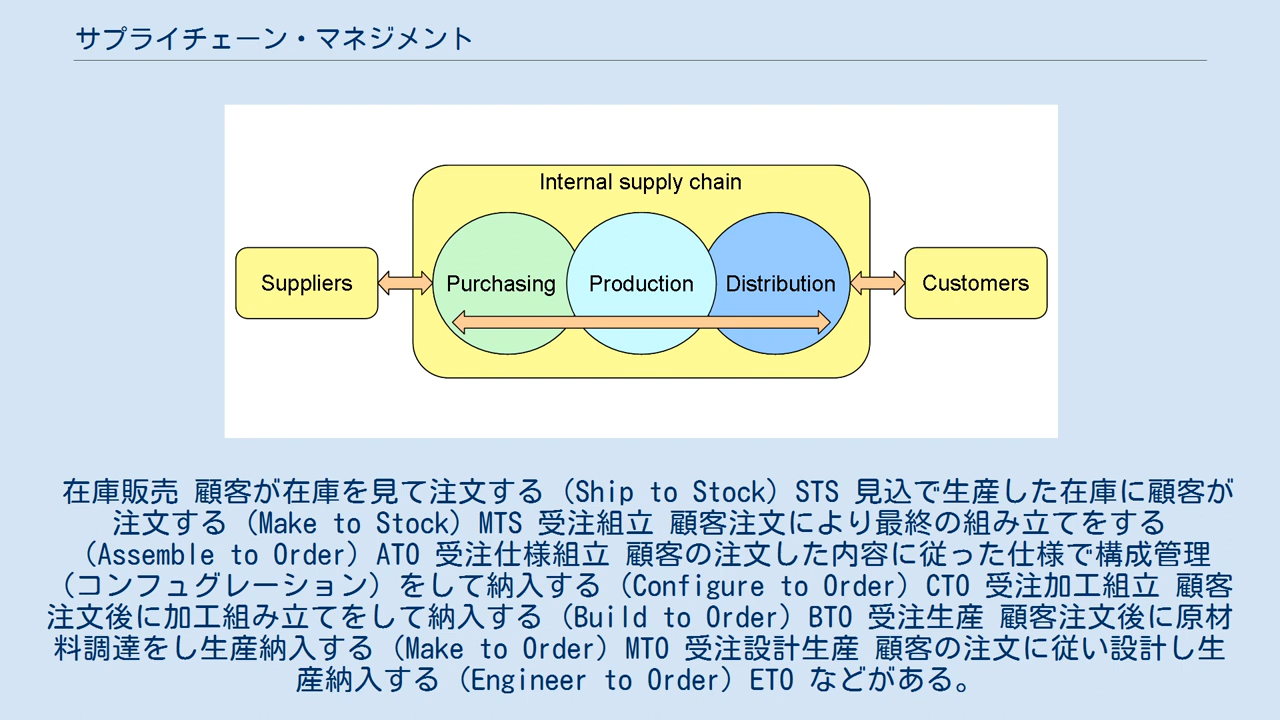 サプライチェーン・マネジメント
Internal supply chain
Suppliers
Purchasing
Production
Distribution
Customers
在庫販売 顧客が在庫を見て注文する（Ship to Stock）STS 見込で生産した在庫に顧客が
注文する（Make to Stock）MTS 受注組立 顧客注文により最終の組み立てをする
（Assemble to Order）ATO 受注仕様組立 顧客の注文した内容に従った仕様で構成管理
（コンフュグレーション）をして納入する（Configure to Order）CTO 受注加工組立 顧客
注文後に加工組み立てをして納入する（Build to Order）BTO 受注生産 顧客注文後に原材
料調達をし生産納入する（Make to Order）MTO 受注設計生産 顧客の注文に従い設計し生
産納入する（Engineer to Order）ETO などがある。